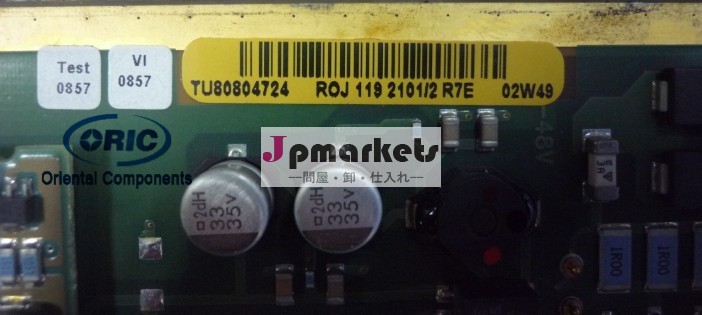 Test
0857
VI
0857
TU80804724 ROJ 119 2101/2 R7E 02W49
-48V
ORIC
Oriental Components
Jpmarkets
—問屋・卸・仕入れ—
2dH
33
35V
2dH
33
35V
1R00
1R00